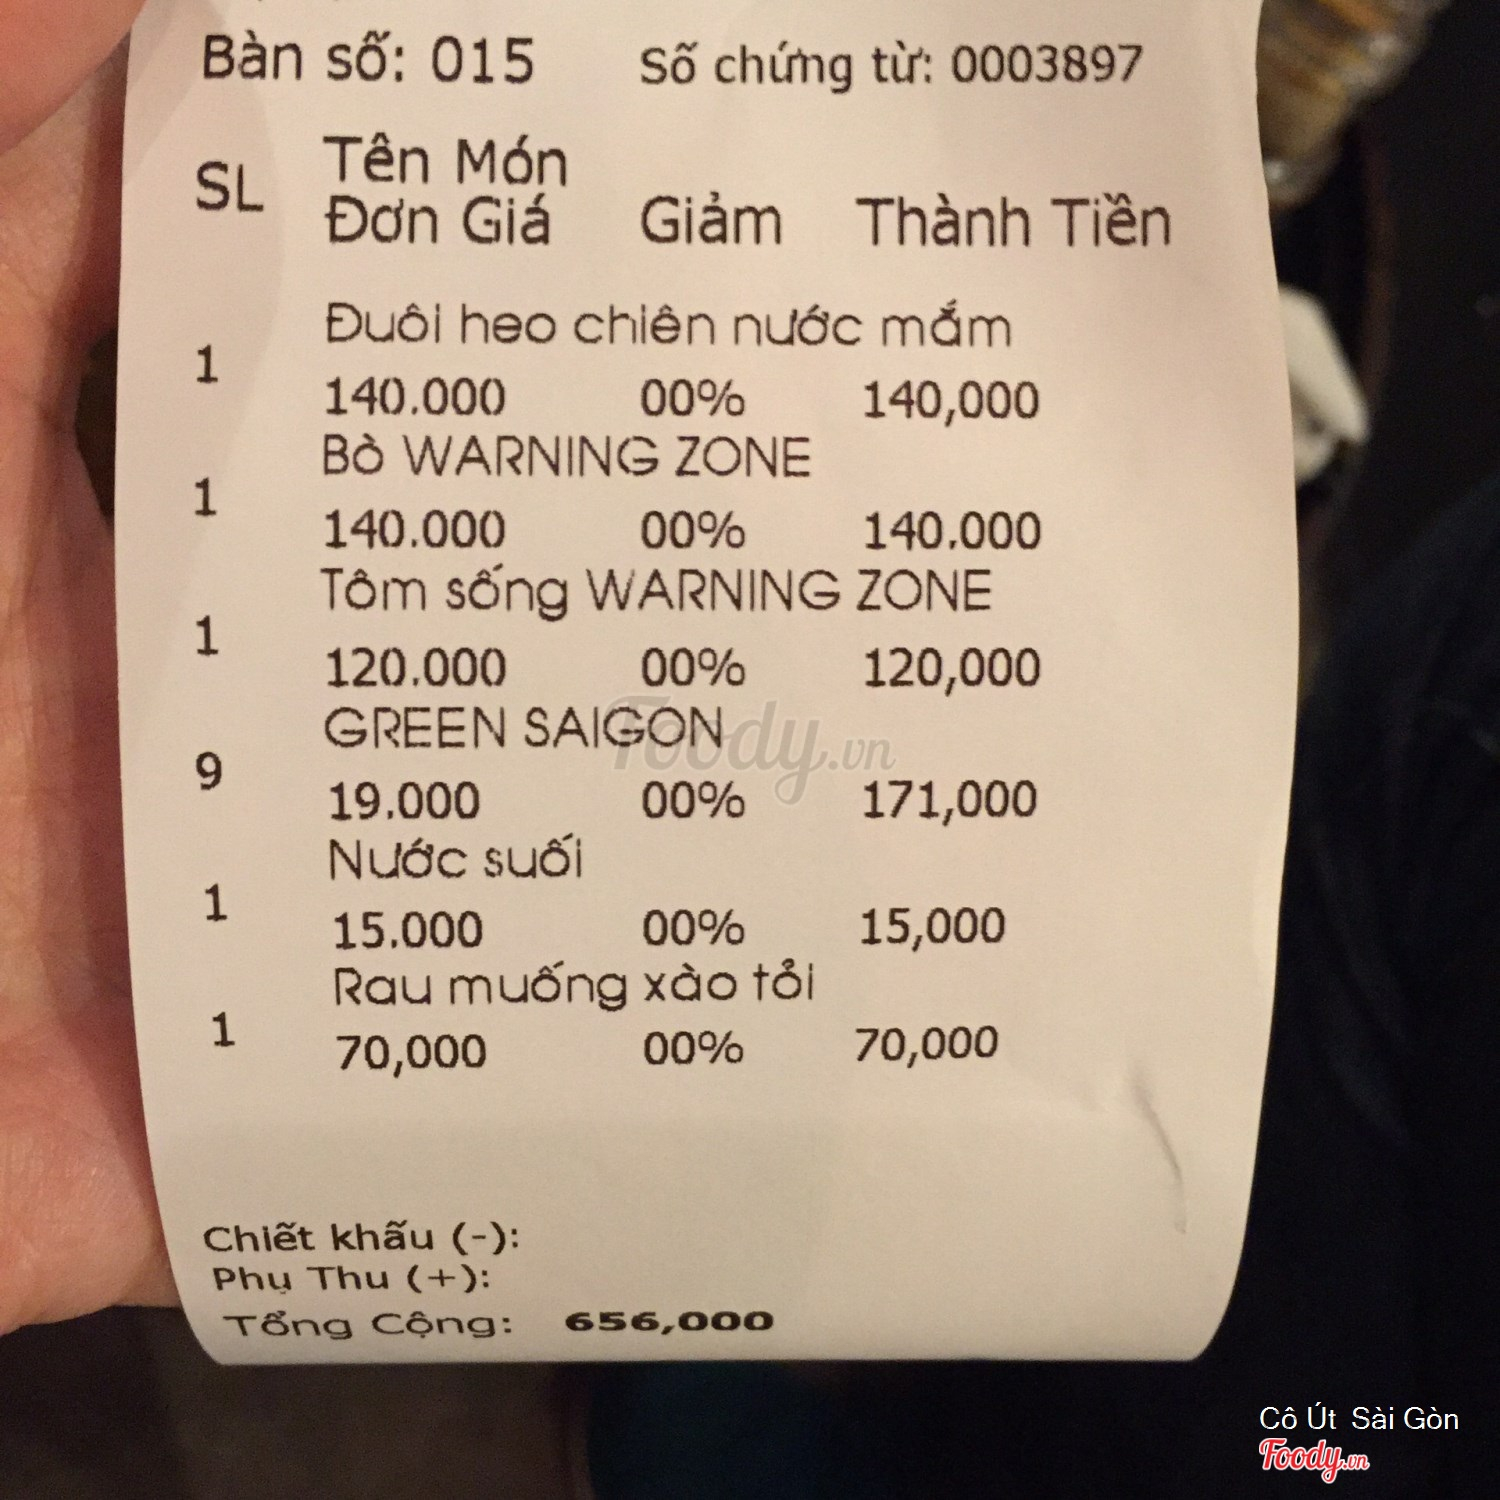 Bàn số: 015 Số chứng từ: 0003897
SL Tên Món
Đơn Giá Giảm Thành Tiền
Đuôi heo chiên nước mắm
1 140.000 00% 140,000
Bò WARNING ZONE
1 140.000 00% 140.000
Tôm sống WARNING ZONE
1 120.000 00% 120,000
GREEN SAIGON
9 19.000 00% 171,000
Nước suối
1 15.000 00% 15,000
Rau muống xào tỏi
1 70,000 00% 70,000
Chiết khấu (-):
Phụ Thu (+):
Tổng Cộng: 656,000
Foody.vn
Cô Út Sài Gòn
Foody.vn